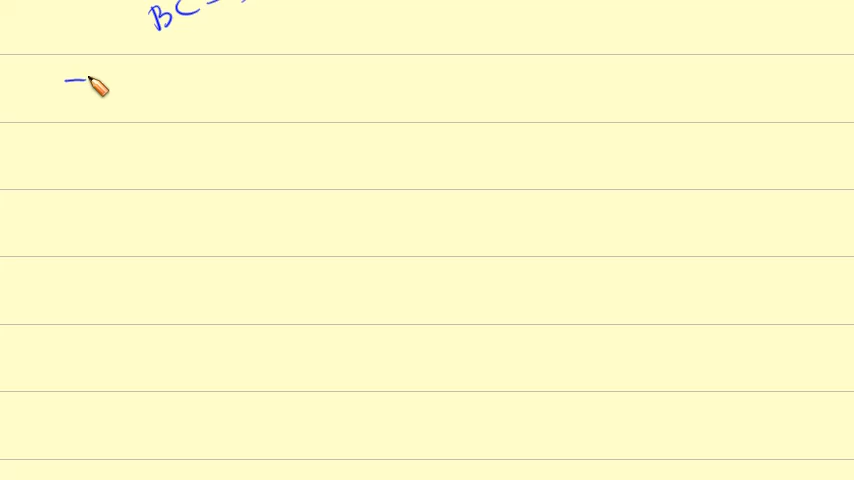 BC =
—